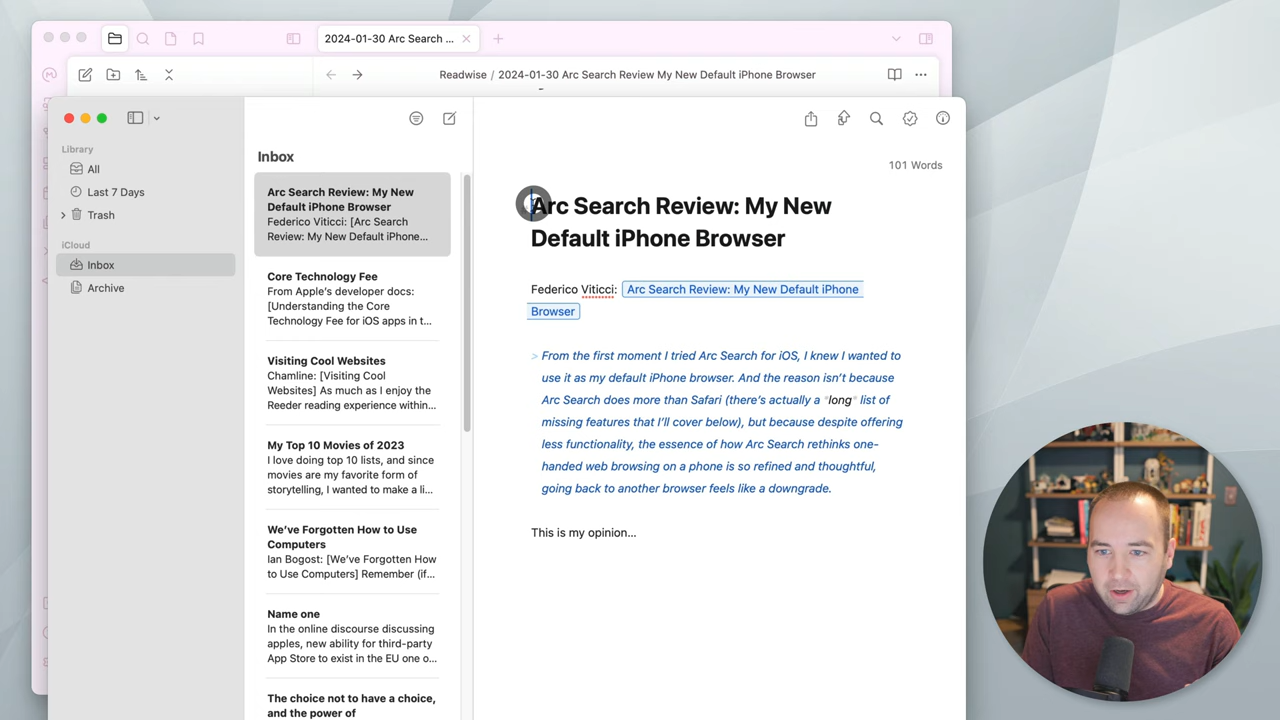 2024-01-30 Arc Search ...
Readwise / 2024-01-30 Arc Search Review My New Default iPhone Browser
Library
All
Last 7 Days
Trash
iCloud
Inbox
Archive
Inbox
Arc Search Review: My New
Default iPhone Browser
Federico Viticci: [Arc Search
Review: My New Default iPhone...
Core Technology Fee
From Apple's developer docs:
[Understanding the Core
Technology Fee for iOS apps in t...
Visiting Cool Websites
Chamline: [Visiting Cool
Websites] As much as I enjoy the
Reeder reading experience within...
My Top 10 Movies of 2023
I love doing top 10 lists, and since
movies are my favorite form of
storytelling, I wanted to make a li...
We've Forgotten How to Use
Computers
Ian Bogost: [We've Forgotten How
to Use Computers] Remember (if...
Name one
In the online discourse discussing
apples, new ability for third-party
App Store to exist in the EU one o...
The choice not to have a choice,
and the power of
101 Words
Arc Search Review: My New
Default iPhone Browser
Federico Viticci: Arc Search Review: My New Default iPhone
Browser
> From the first moment I tried Arc Search for iOS, I knew I wanted to
use it as my default iPhone browser. And the reason isn't because
Arc Search does more than Safari (there's actually a *long* list of
missing features that I'll cover below), but because despite offering
less functionality, the essence of how Arc Search rethinks one-
handed web browsing on a phone is so refined and thoughtful,
going back to another browser feels like a downgrade.
This is my opinion...